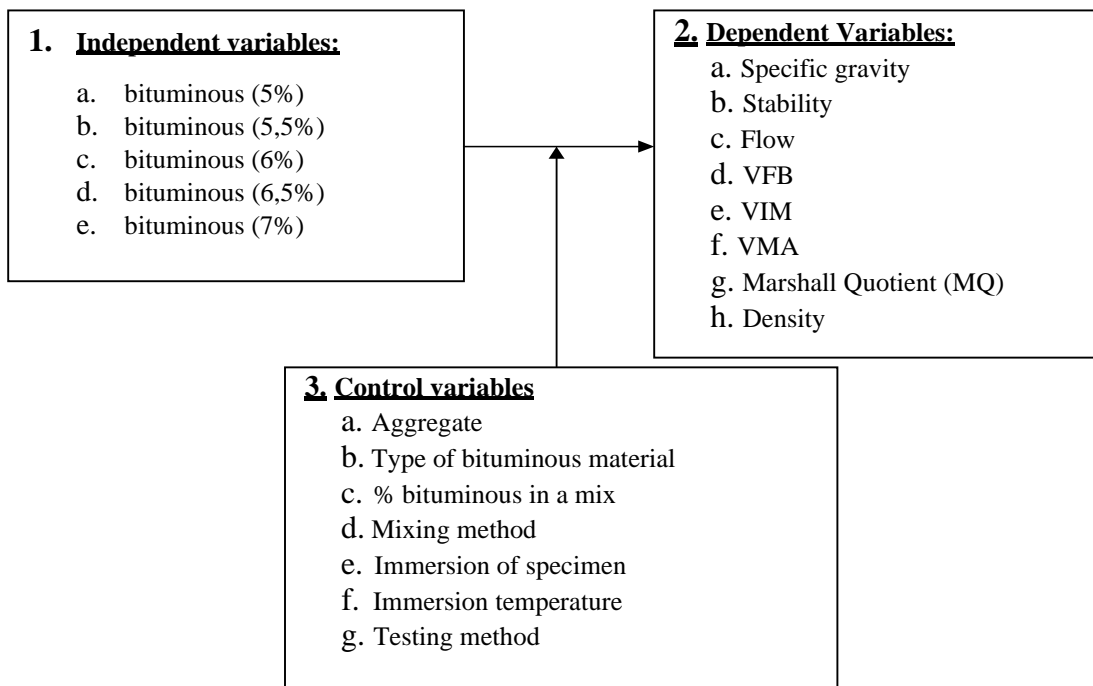 1. Independent variables:
a. bituminous (5%)
b. bituminous (5,5%)
c. bituminous (6%)
d. bituminous (6,5%)
e. bituminous (7%)
2. Dependent Variables:
a. Specific gravity
b. Stability
c. Flow
d. VFB
e. VIM
f. VMA
g. Marshall Quotient (MQ)
h. Density
3. Control variables
a. Aggregate
b. Type of bituminous material
c. % bituminous in a mix
d. Mixing method
e. Immersion of specimen
f. Immersion temperature
g. Testing method